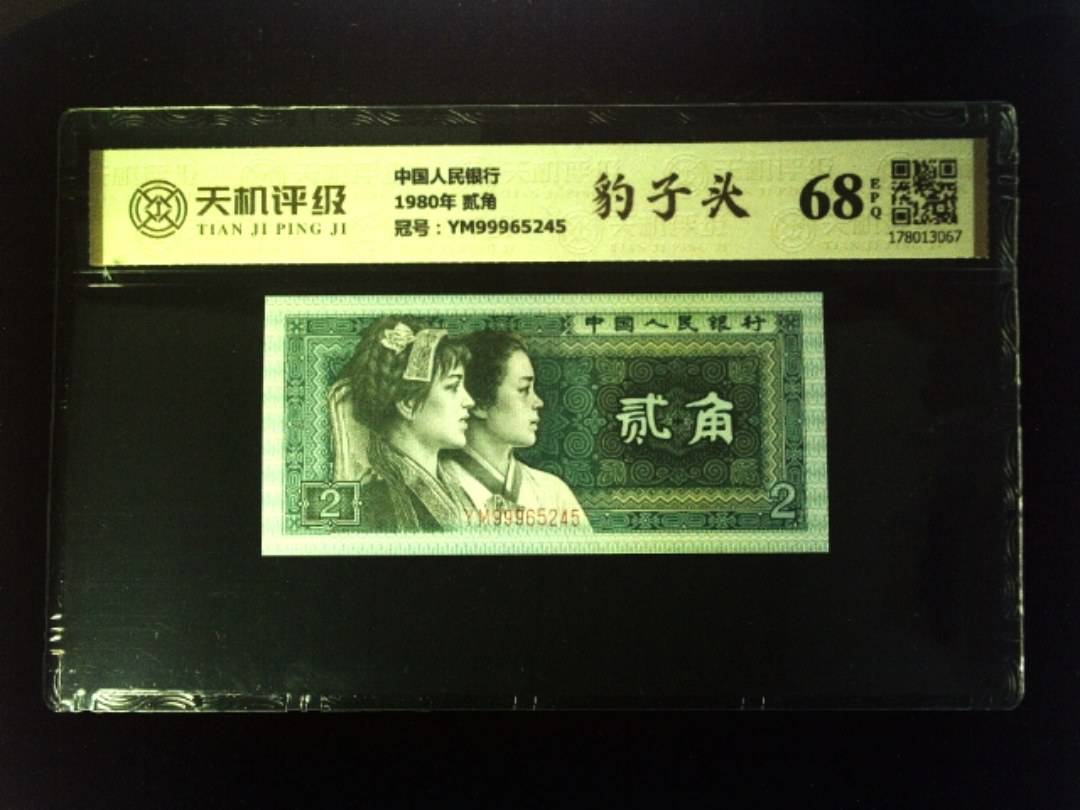 天机评级
TIAN JI PING JI
中国人民银行
1980年 贰角
冠号：YM99965245
豹子头
68
EPQ
178013067
中国人民银行
贰角
2
2
YM99965245